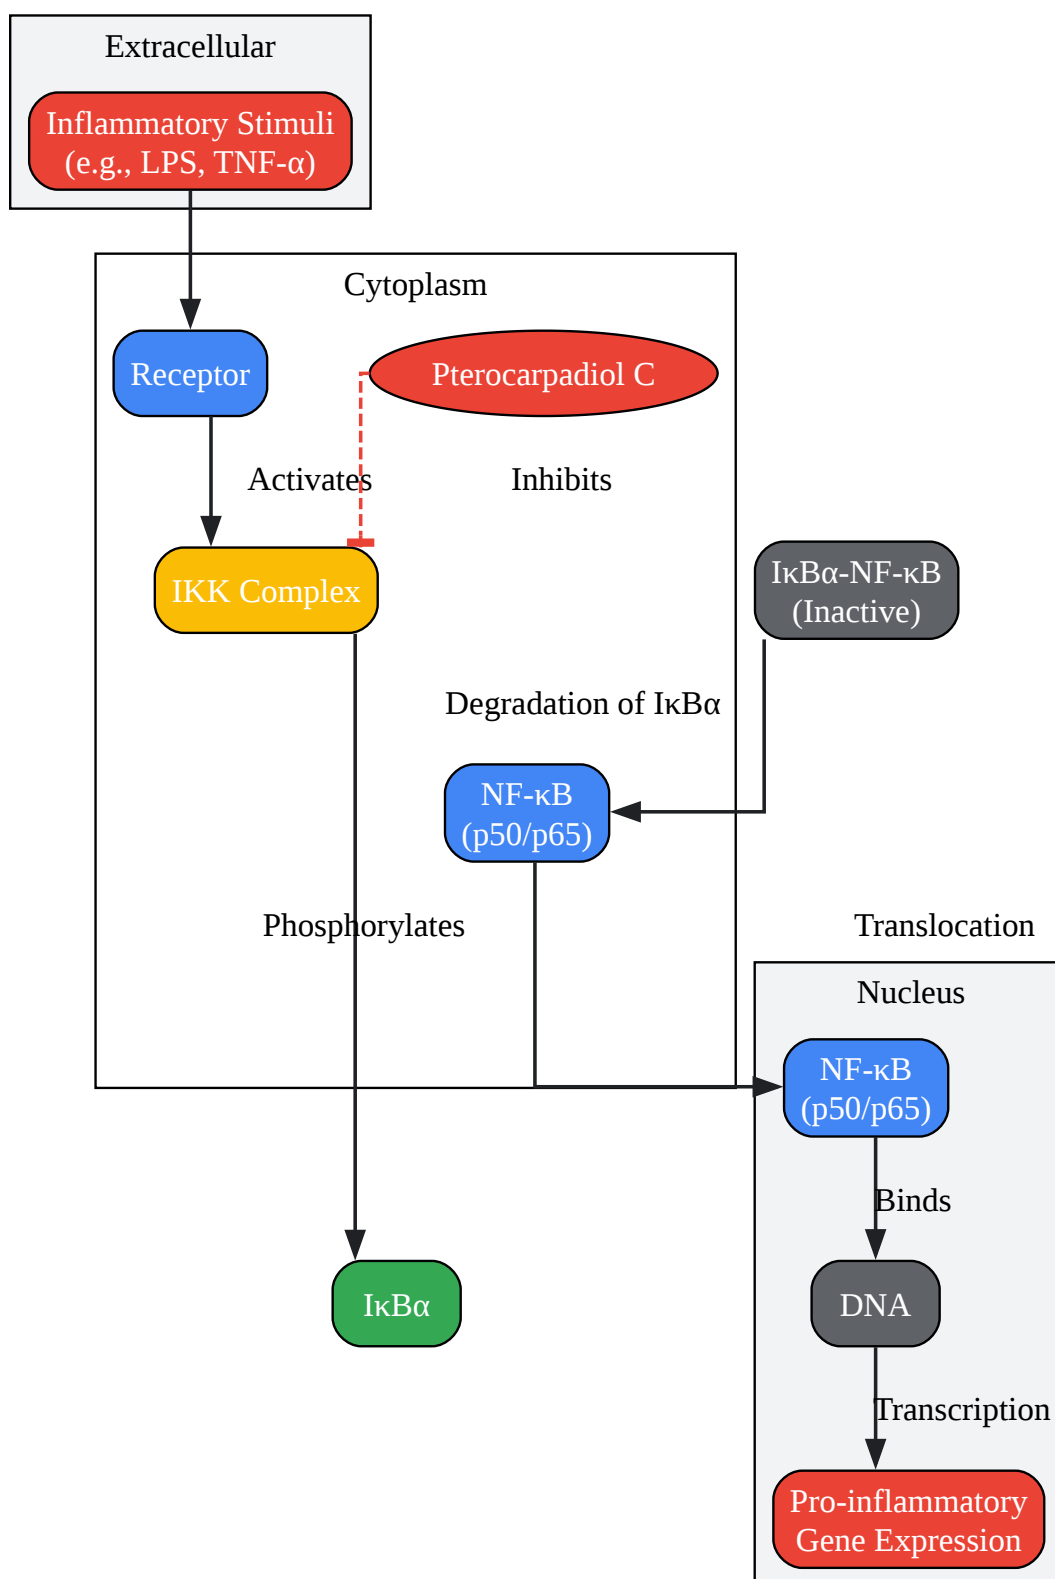 Extracellular
Inflammatory Stimuli
(e.g., LPS, TNF-α)
Cytoplasm
Receptor
Pterocarpadiol C
Activates
Inhibits
IKK Complex
IκBα-NF-κB
(Inactive)
Degradation of IκBα
NF-κB
(p50/p65)
Phosphorylates
Translocation
Nucleus
NF-κB
(p50/p65)
Binds
IκBα
DNA
Transcription
Pro-inflammatory
Gene Expression